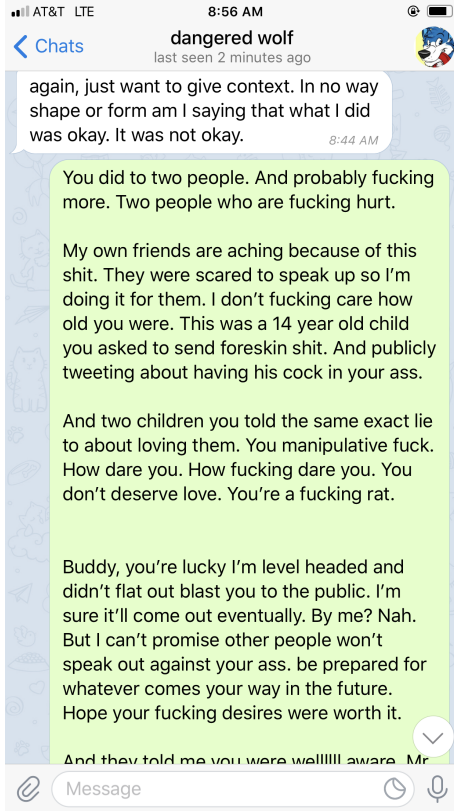 AT&T LTE
8:56 AM
Chats
dangered wolf
last seen 2 minutes ago
again, just want to give context. In no way
shape or form am I saying that what I did
was okay. It was not okay.
8:44 AM
You did to two people. And probably fucking
more. Two people who are fucking hurt.
My own friends are aching because of this
shit. They were scared to speak up so I’m
doing it for them. I don’t fucking care how
old you were. This was a 14 year old child
you asked to send foreskin shit. And publicly
tweeting about having his cock in your ass.
And two children you told the same exact lie
to about loving them. You manipulative fuck.
How dare you. How fucking dare you. You
don’t deserve love. You’re a fucking rat.
Buddy, you’re lucky I’m level headed and
didn’t flat out blast you to the public. I’m
sure it’ll come out eventually. By me? Nah.
But I can’t promise other people won’t
speak out against your ass. be prepared for
whatever comes your way in the future.
Hope your fucking desires were worth it.
And they told me you were wellllll aware. Mr
Message